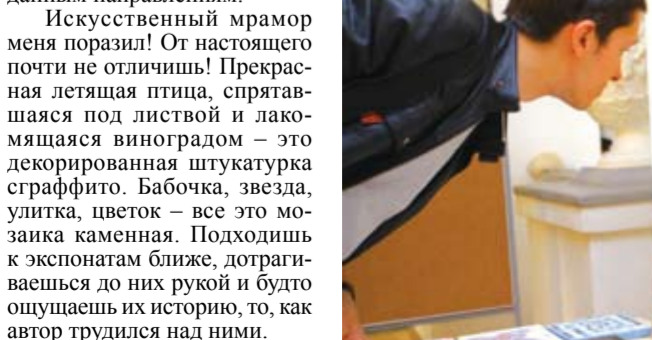 Искусственный мрамор
меня поразил! От настоящего
почти не отличишь! Прекрас-
ная летящая птица, спрятав-
шаяся под листвой и лако-
мящаяся виноградом – это
декорированная штукатурка
сграффито. Бабочка, звезда,
улитка, цветок – все это мо-
заика каменная. Подходишь
к экспонатам ближе, дотраги-
ваешься до них рукой и будто
ощущаешь их историю, то, как
автор трудился над ними.